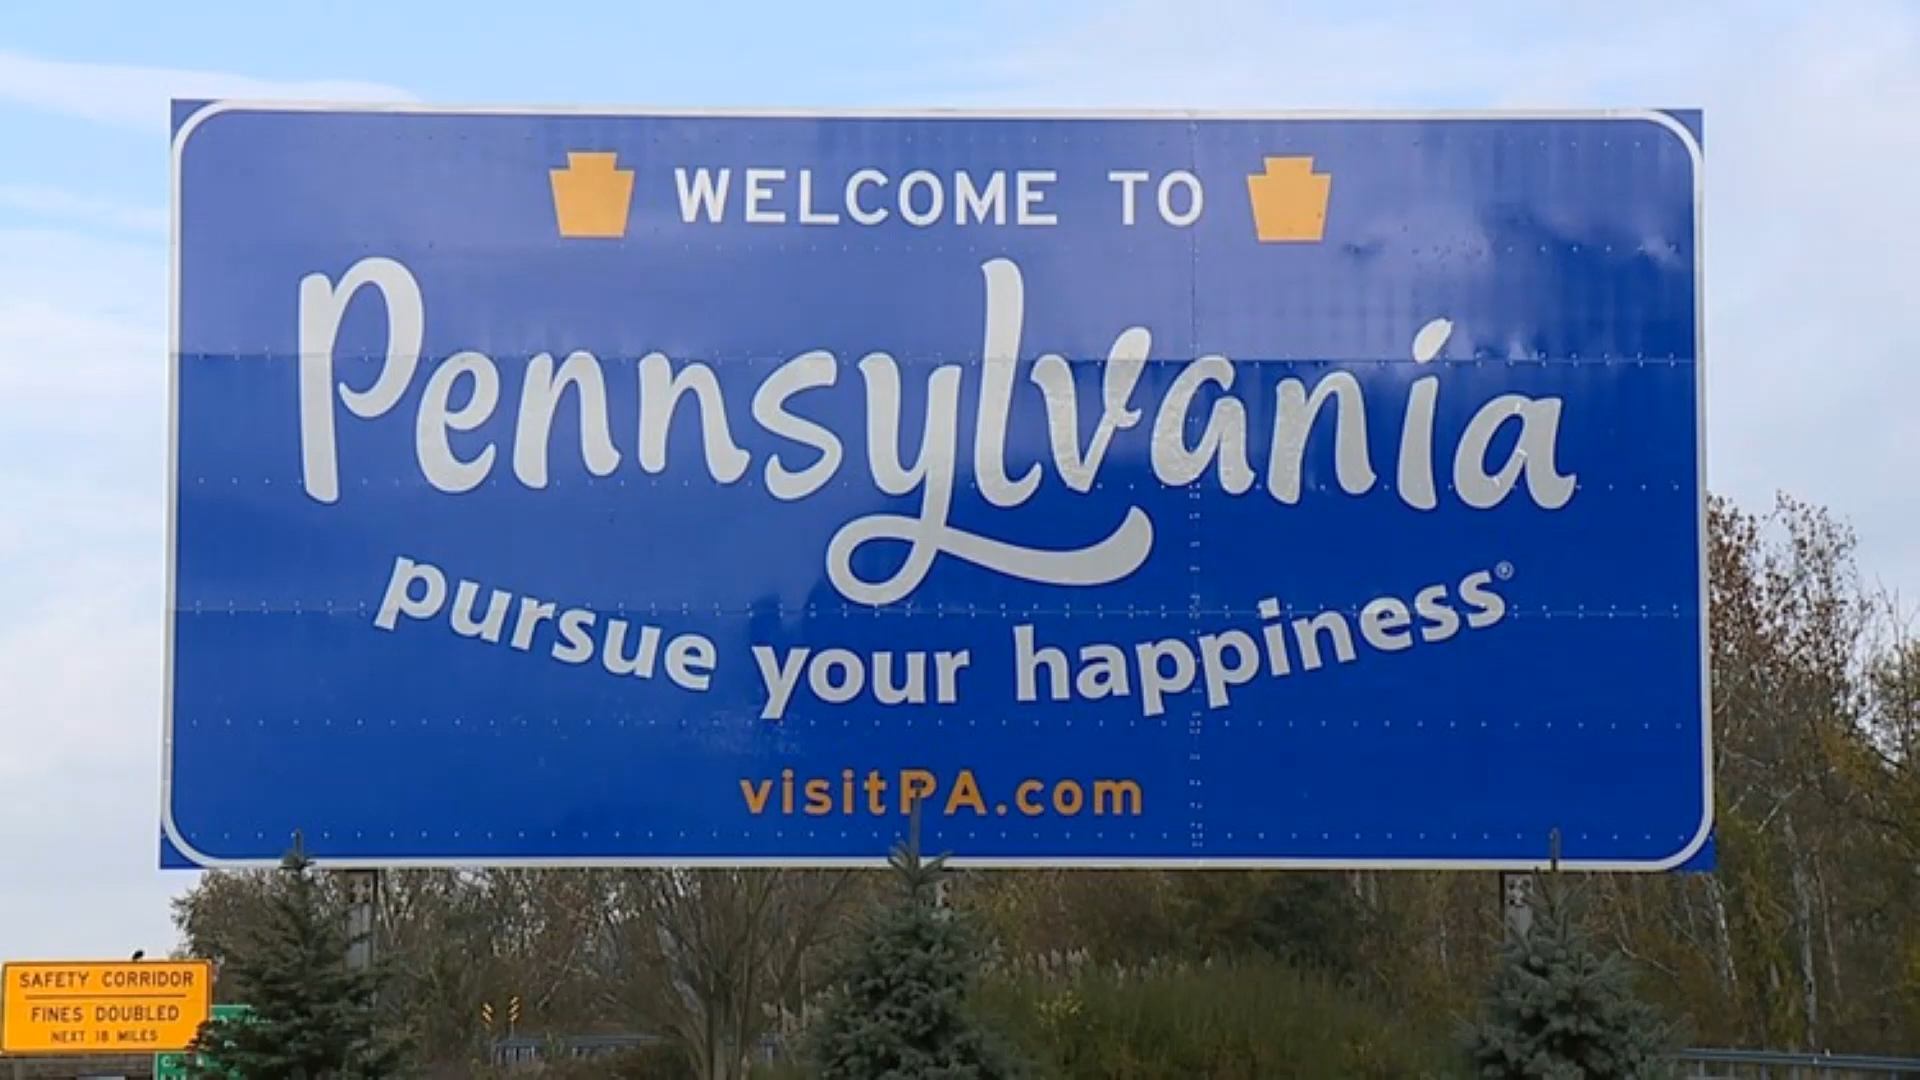 WELCOME TO
Pennsylvania
pursue your happiness®
visitPA.com
SAFETY CORRIDOR
FINES DOUBLED
NEXT 18 MILES